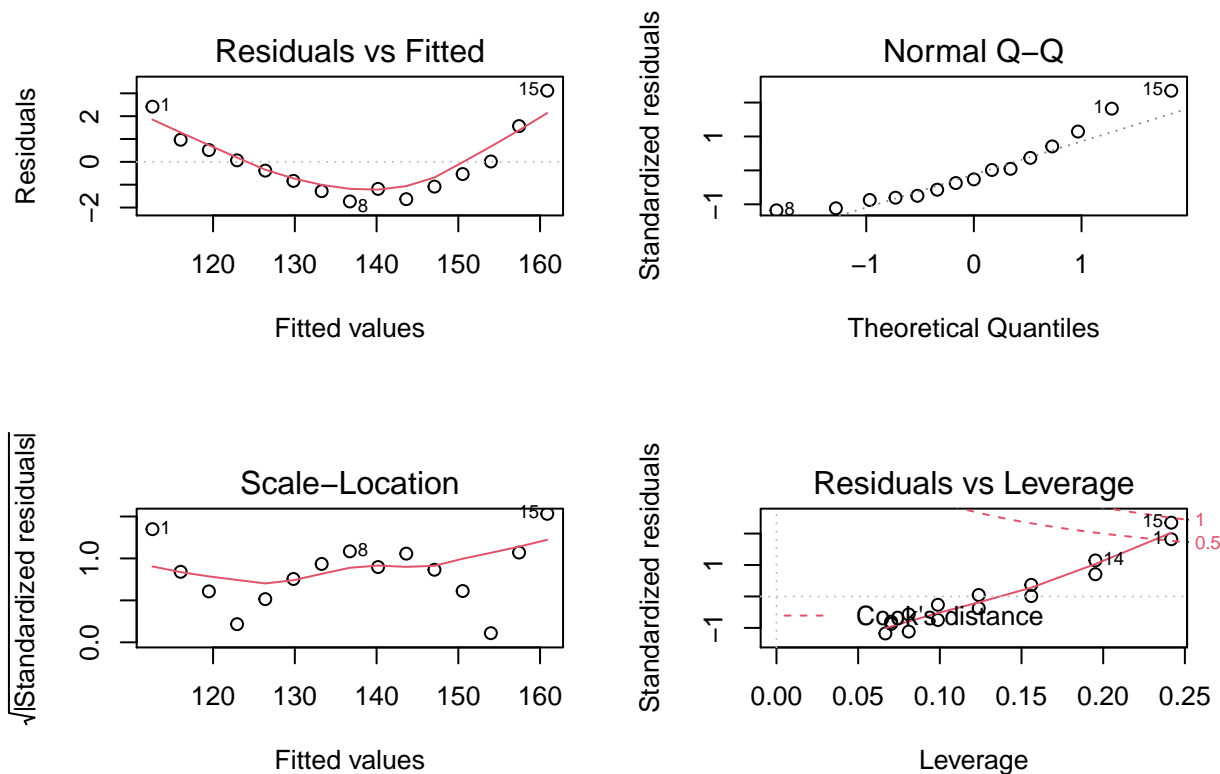 Residuals vs Fitted
Residuals
2
0
−2
120 130 140 150 160
Fitted values
1
8
15
Normal Q−Q
Standardized residuals
1
−1
−1 0 1
Theoretical Quantiles
8
1
15
Scale−Location
√|Standardized residuals|
1.0
0.0
120 130 140 150 160
Fitted values
1
8
15
Residuals vs Leverage
Standardized residuals
1
−1
0.00 0.05 0.10 0.15 0.20 0.25
Leverage
Cook's distance
15
1
14
1
0.5